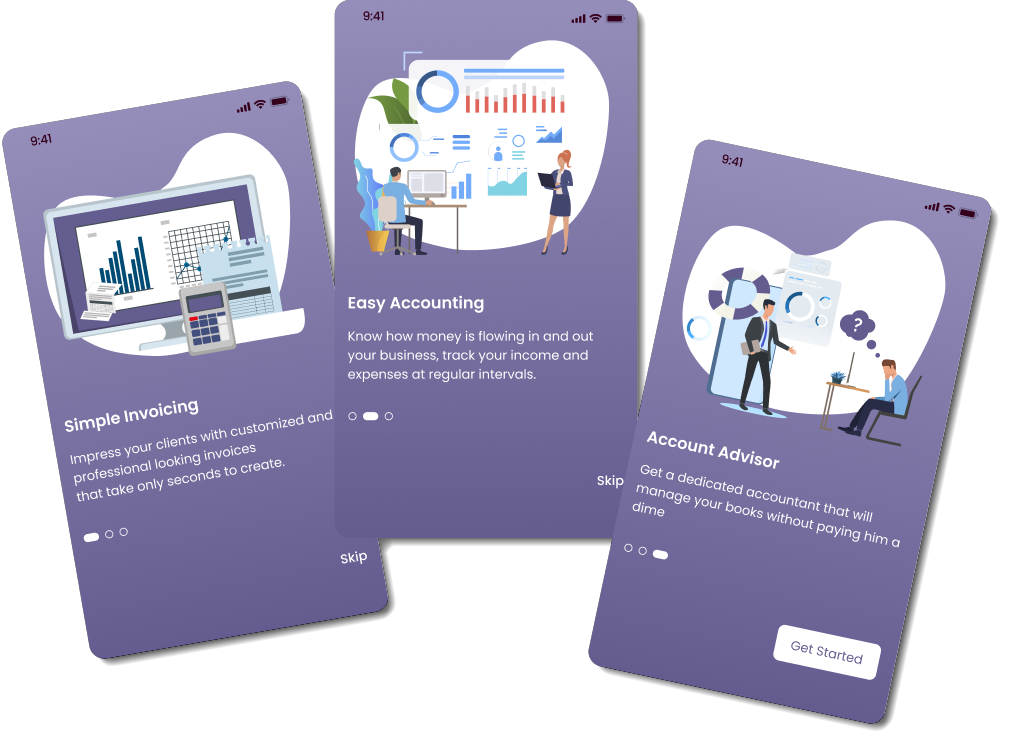 9:41
Simple Invoicing
Impress your clients with customized and
professional looking invoices
that take only seconds to create.
Skip
9:41
Easy Accounting
Know how money is flowing in and out
your business, track your income and
expenses at regular intervals.
Skip
9:41
?
Account Advisor
Get a dedicated accountant that will
manage your books without paying him a
dime
Get Started